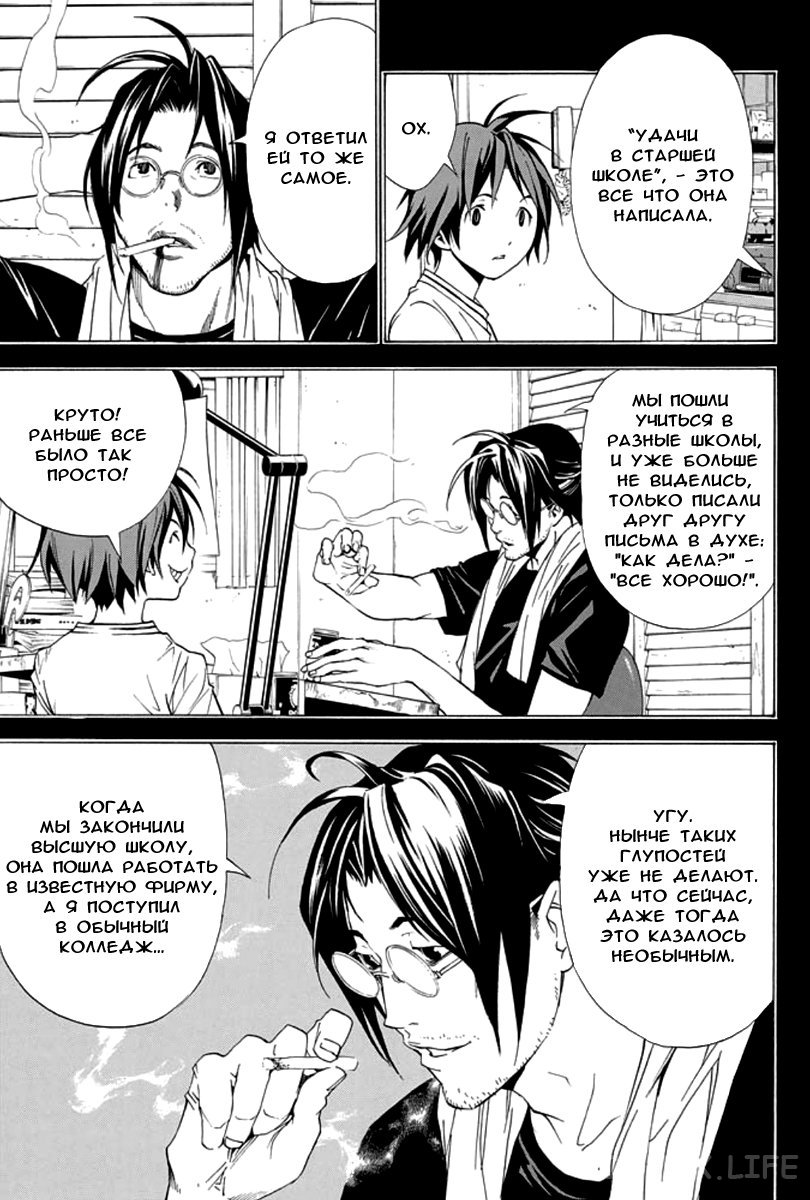 "УДАЧИ
В СТАРШЕЙ
ШКОЛЕ", - ЭТО
ВСЕ ЧТО ОНА
НАПИСАЛА.
ОХ.
Я ОТВЕТИЛ
ЕЙ ТО ЖЕ
САМОЕ.
МЫ ПОШЛИ
УЧИТЬСЯ В
РАЗНЫЕ ШКОЛЫ,
И УЖЕ БОЛЬШЕ
НЕ ВИДЕЛИСЬ,
ТОЛЬКО ПИСАЛИ
ДРУГ ДРУГУ
ПИСЬМА В ДУХЕ:
"КАК ДЕЛА?" -
"ВСЕ ХОРОШО!".
КРУТО!
РАНЬШЕ ВСЕ
БЫЛО ТАК
ПРОСТО!
УГУ.
НЫНЧЕ ТАКИХ
ГЛУПОСТЕЙ
УЖЕ НЕ ДЕЛАЮТ.
ДА ЧТО СЕЙЧАС,
ДАЖЕ ТОГДА
ЭТО КАЗАЛОСЬ
НЕОБЫЧНЫМ.
КОГДА
МЫ ЗАКОНЧИЛИ
ВЫСШУЮ ШКОЛУ,
ОНА ПОШЛА РАБОТАТЬ
В ИЗВЕСТНУЮ ФИРМУ,
А Я ПОСТУПИЛ
В ОБЫЧНЫЙ
КОЛЛЕДЖ...
.LIFE